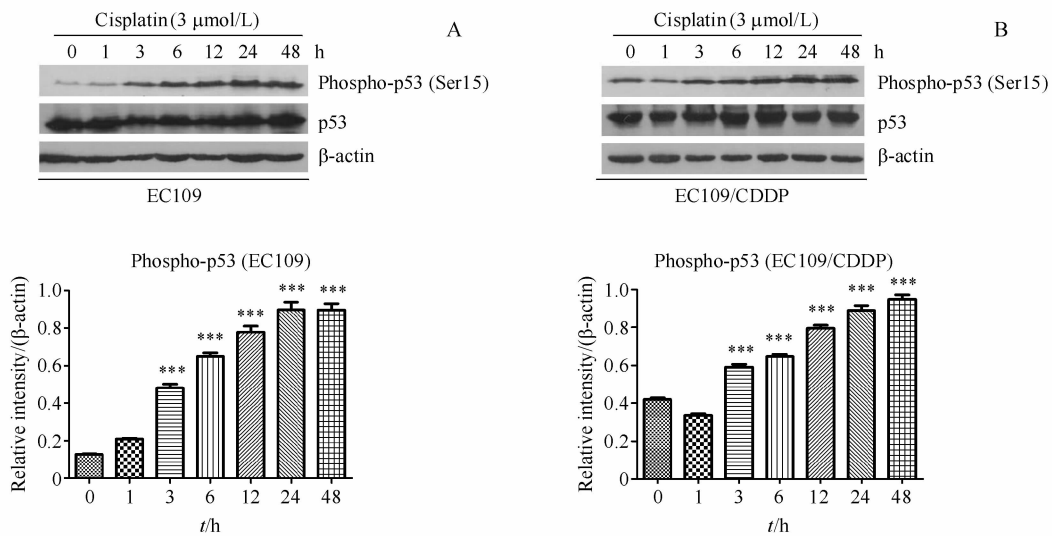 Cisplatin (3 μmol/L)
A
0 1 3 6 12 24 48 h
Phospho-p53 (Ser15)
p53
β-actin
EC109
Cisplatin (3 μmol/L)
B
0 1 3 6 12 24 48 h
Phospho-p53 (Ser15)
p53
β-actin
EC109/CDDP
Phospho-p53 (EC109)
Relative intensity/(β-actin)
1.0
0.8
0.6
0.4
0.2
0
*** *** *** *** ***
0 1 3 6 12 24 48
t/h
Phospho-p53 (EC109/CDDP)
Relative intensity/(β-actin)
1.0
0.8
0.6
0.4
0.2
0
*** *** *** *** ***
0 1 3 6 12 24 48
t/h